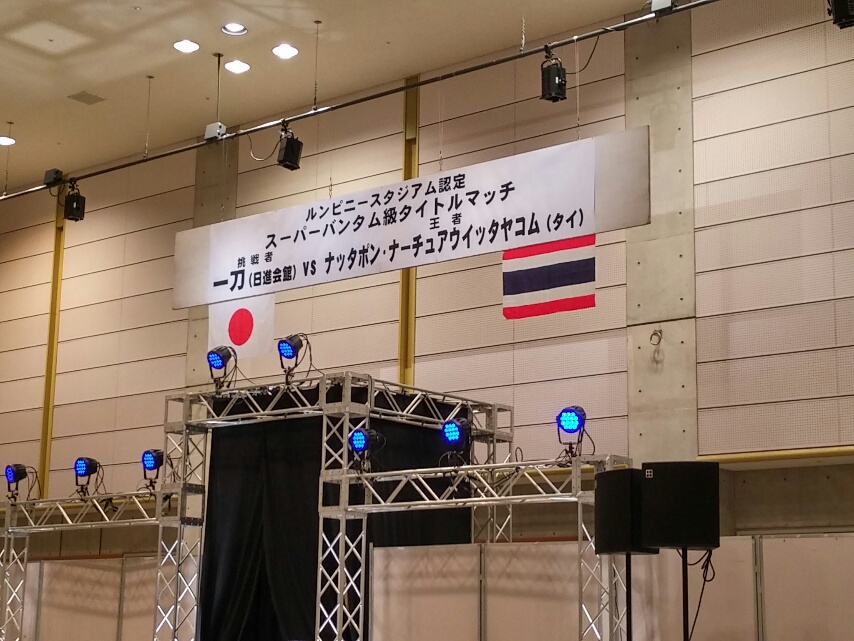 ルンピニースタジアム認定
スーパーバンタム級タイトルマッチ
挑戦者 王者
一刀(日進会館) VS ナッタポン・ナーチュアウイッタヤコム(タイ)